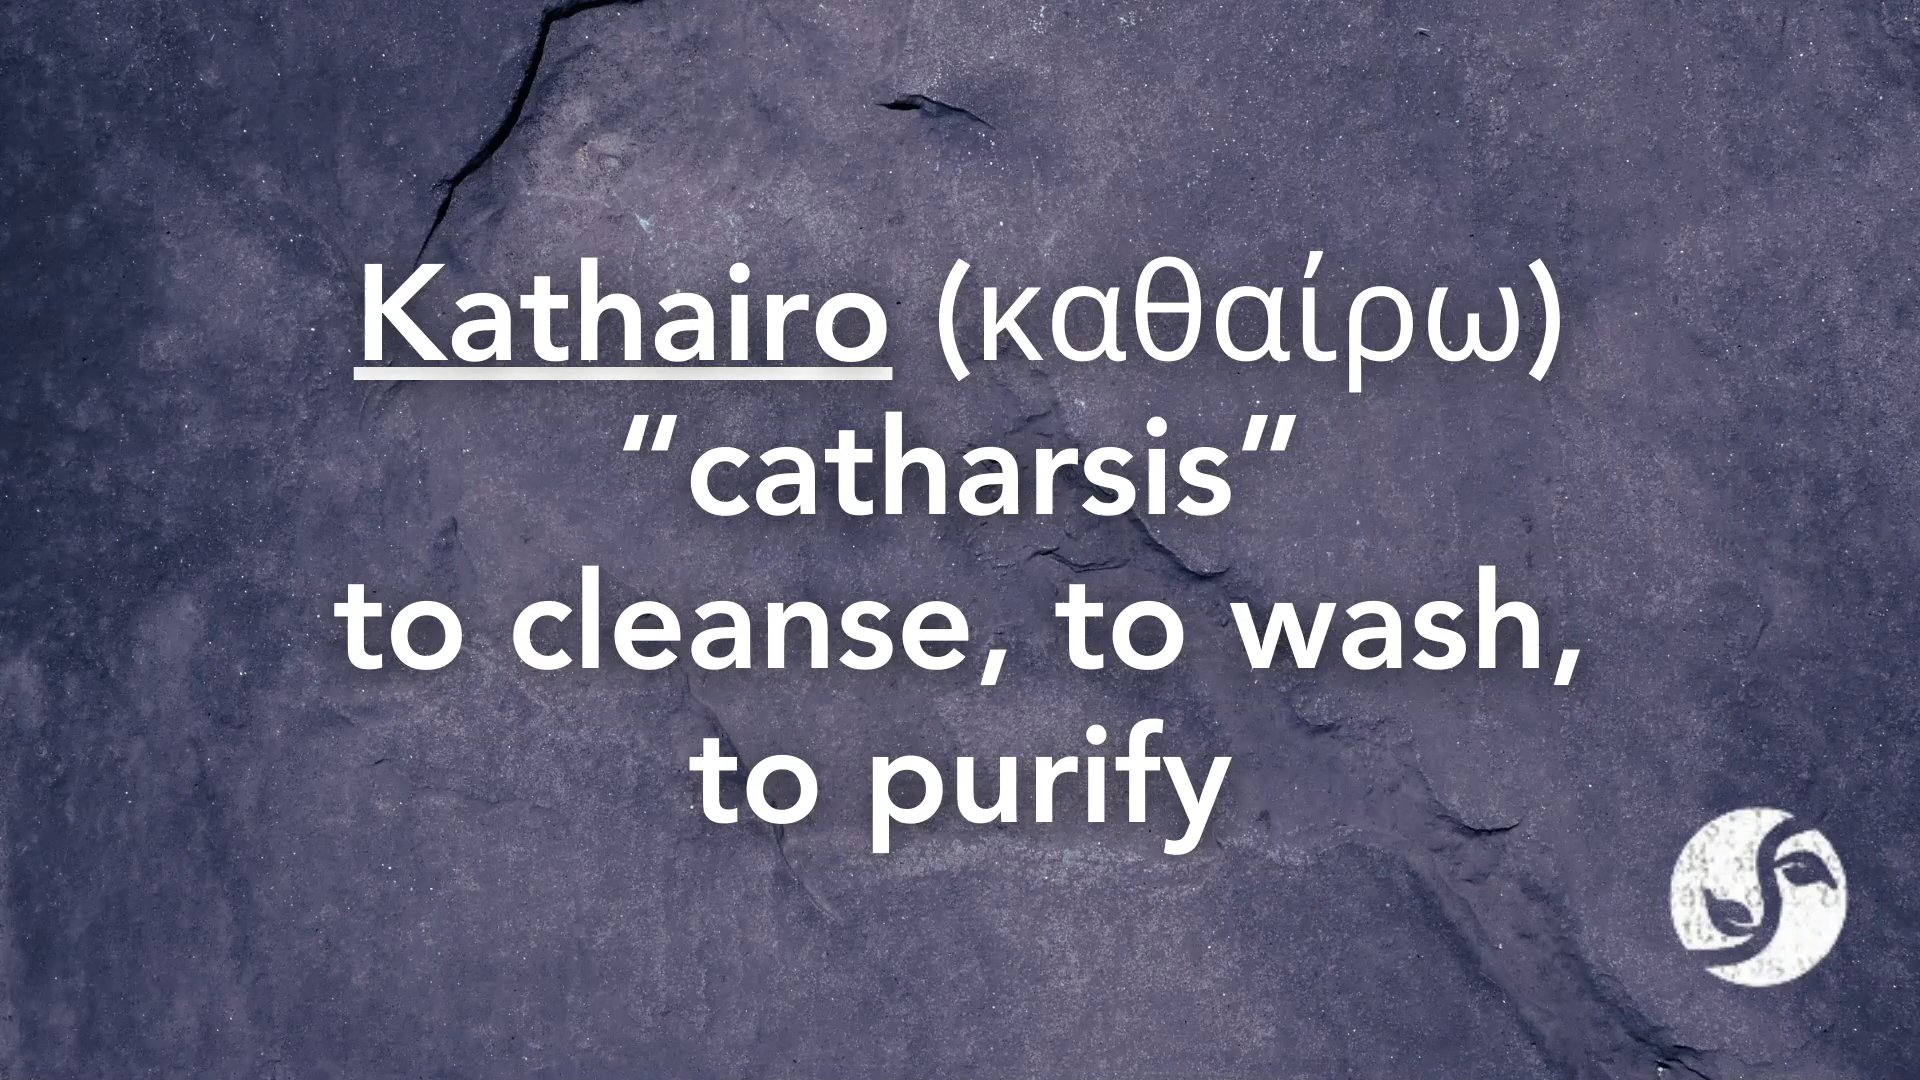 Kathairo (καθαίρω)
“catharsis”
to cleanse, to wash,
to purify